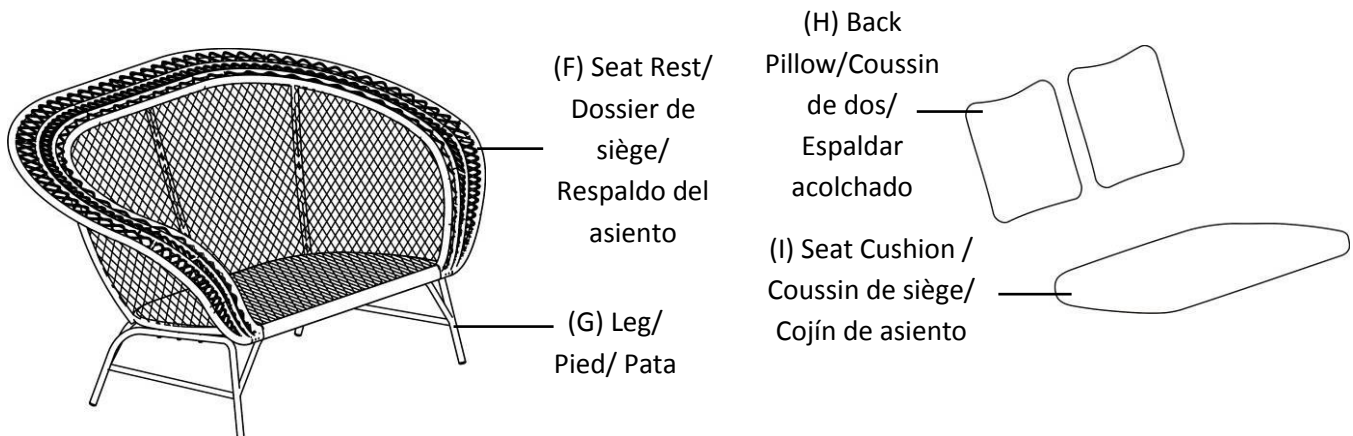 (F) Seat Rest/
Dossier de
siège/
Respaldo del
asiento
(G) Leg/
Pied/ Pata
(H) Back
Pillow/Coussin
de dos/
Espaldar
acolchado
(I) Seat Cushion /
Coussin de siège/
Cojín de asiento